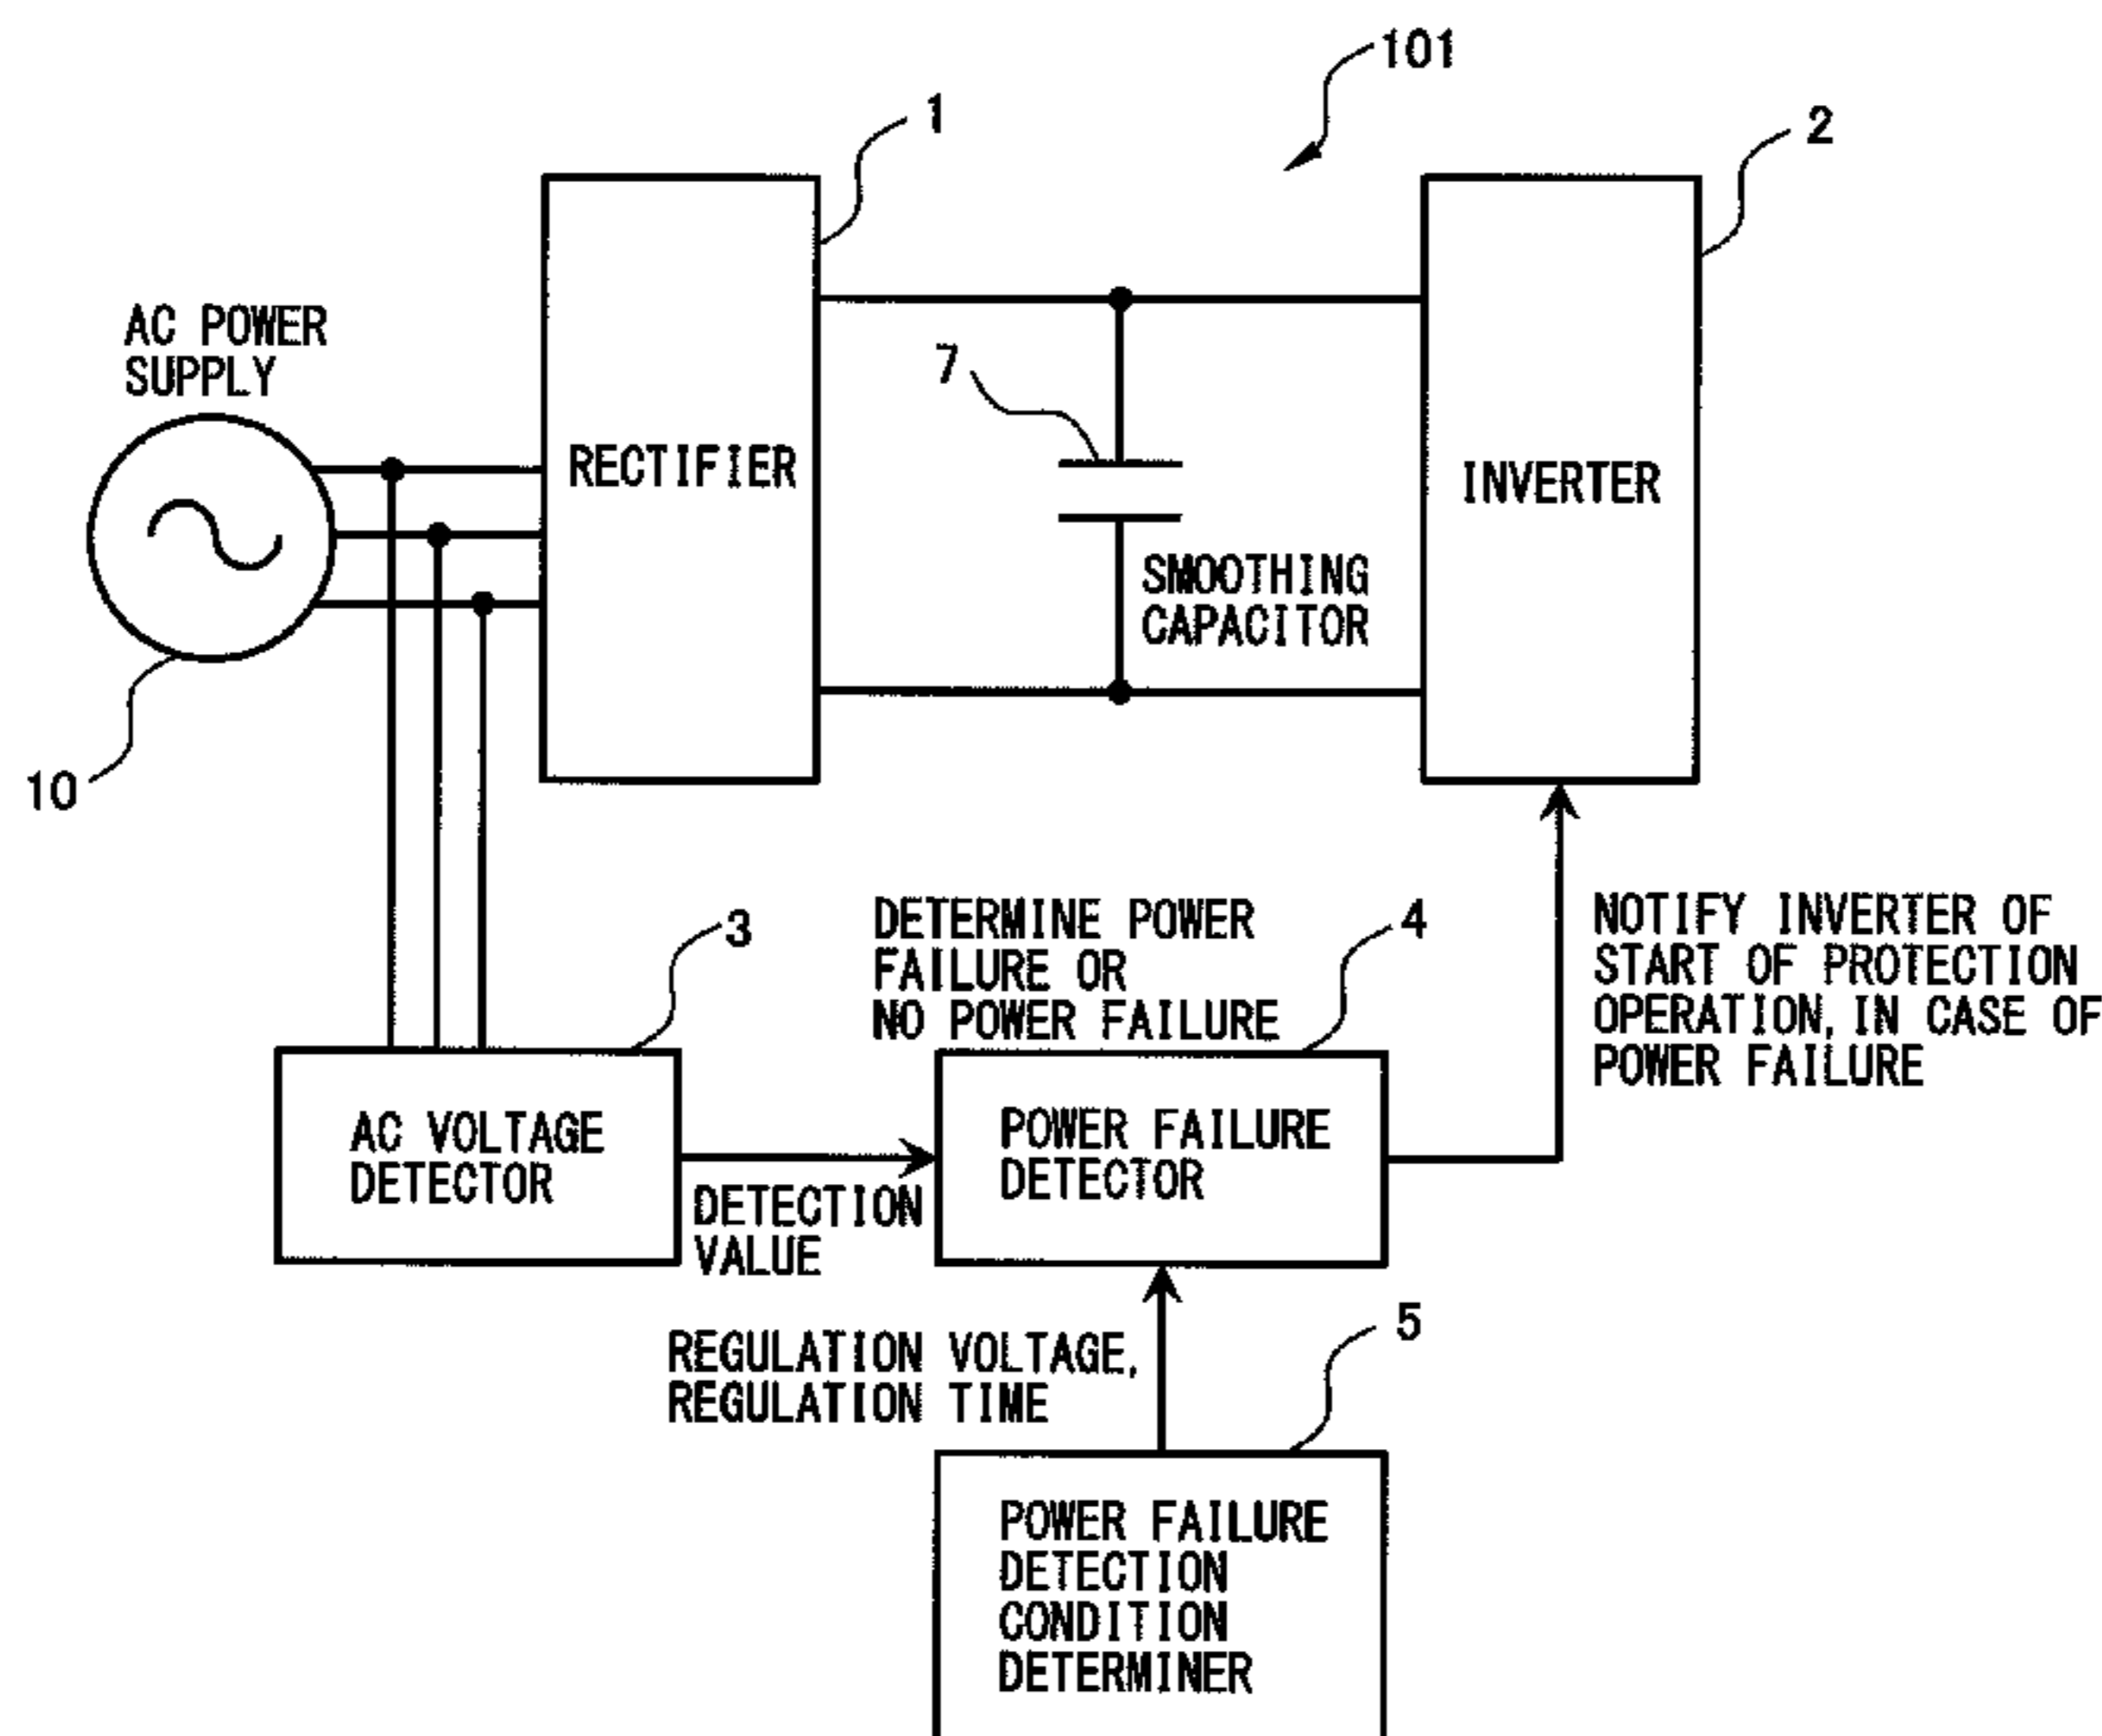 101
1
2
AC POWER
SUPPLY
7
RECTIFIER
INVERTER
SMOOTHING
CAPACITOR
10
3
DETERMINE POWER
FAILURE OR
NO POWER FAILURE
4
NOTIFY INVERTER OF
START OF PROTECTION
OPERATION, IN CASE OF
POWER FAILURE
AC VOLTAGE
DETECTOR
DETECTION
VALUE
POWER FAILURE
DETECTOR
REGULATION VOLTAGE,
REGULATION TIME
5
POWER FAILURE
DETECTION
CONDITION
DETERMINER